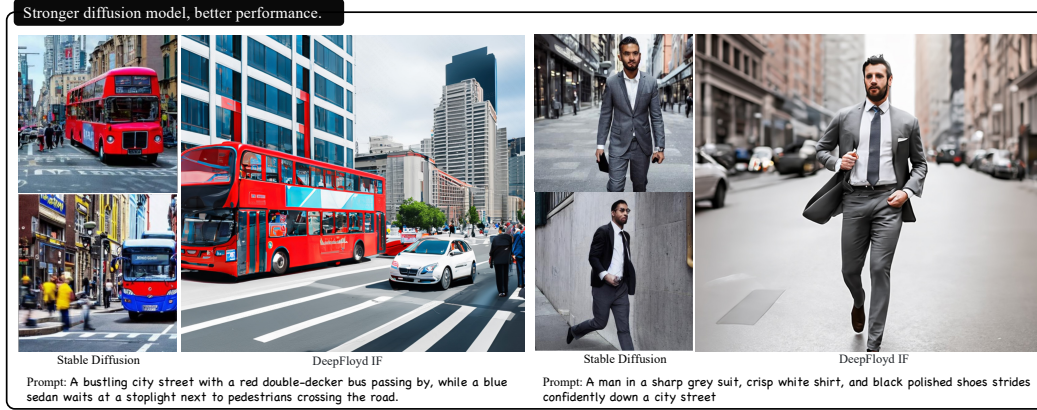 Stronger diffusion model, better performance.
Stable Diffusion
DeepFloyd IF
Stable Diffusion
DeepFloyd IF
Prompt: A bustling city street with a red double-decker bus passing by, while a blue
sedan waits at a stoplight next to pedestrians crossing the road.
Prompt: A man in a sharp grey suit, crisp white shirt, and black polished shoes strides
confidently down a city street